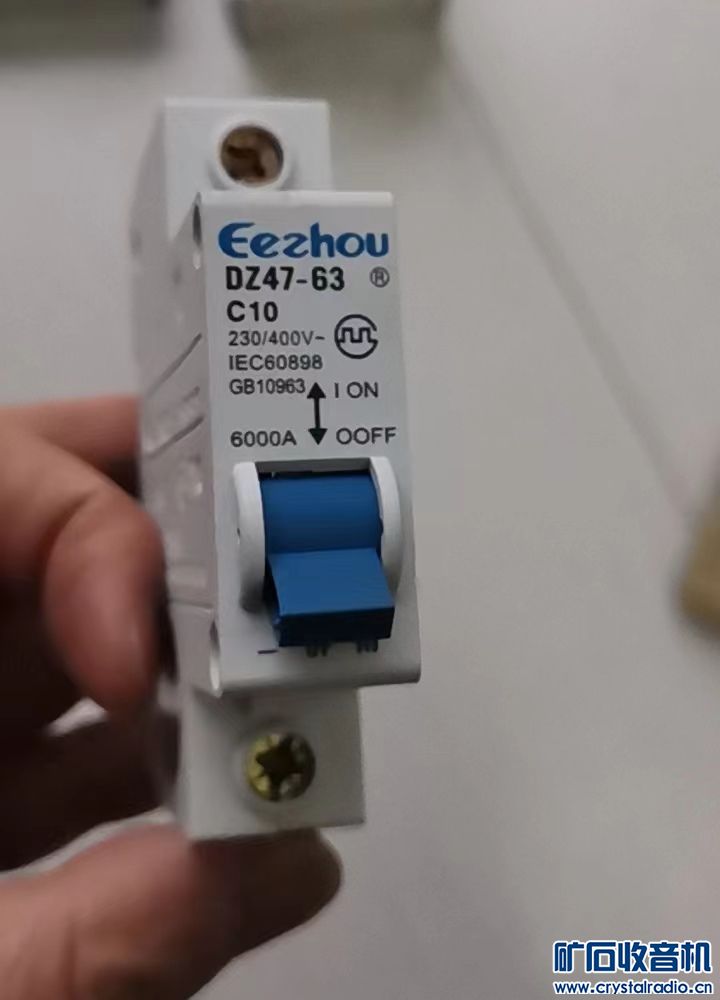 Eezhou
DZ47-63 ®
C10
230/400V~
IEC60898
GB10963 I ON
6000A OOFF
矿石收音机
www.crystalradio.cn